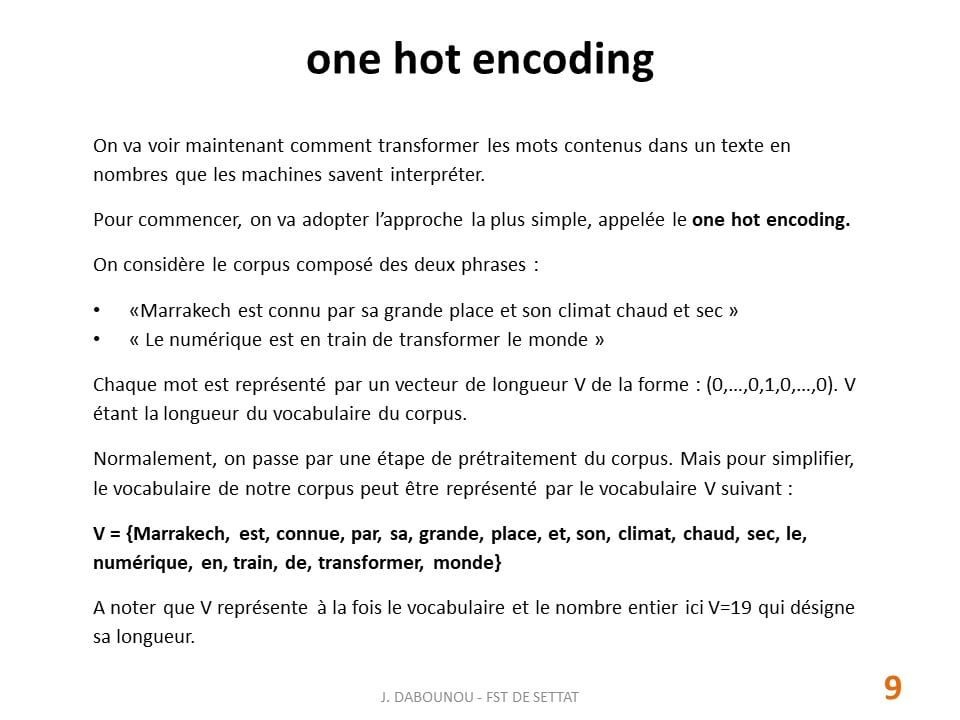 one hot encoding
On va voir maintenant comment transformer les mots contenus dans un texte en
nombres que les machines savent interpréter.
Pour commencer, on va adopter l’approche la plus simple, appelée le one hot encoding.
On considère le corpus composé des deux phrases :
• «Marrakech est connu par sa grande place et son climat chaud et sec »
• « Le numérique est en train de transformer le monde »
Chaque mot est représenté par un vecteur de longueur V de la forme : (0,…,0,1,0,…,0). V
étant la longueur du vocabulaire du corpus.
Normalement, on passe par une étape de prétraitement du corpus. Mais pour simplifier,
le vocabulaire de notre corpus peut être représenté par le vocabulaire V suivant :
V = {Marrakech, est, connue, par, sa, grande, place, et, son, climat, chaud, sec, le,
numérique, en, train, de, transformer, monde}
A noter que V représente à la fois le vocabulaire et le nombre entier ici V=19 qui désigne
sa longueur.
J. DABOUNOU - FST DE SETTAT
9